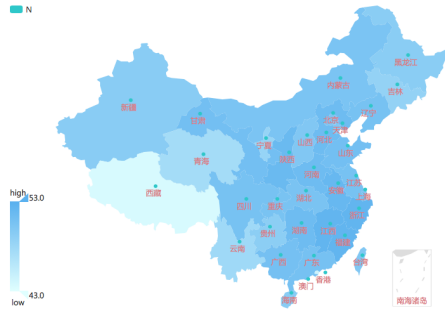 N
黑龙江
内蒙古
吉林
新疆
辽宁
甘肃
北京
天津
宁夏
山西
河北
青海
陕西
山东
河南
江苏
西藏
安徽
上海
四川
重庆
湖北
浙江
贵州
湖南
江西
云南
福建
广西
广东
台湾
香港
澳门
海南
南海诸岛
high
53.0
43.0
low